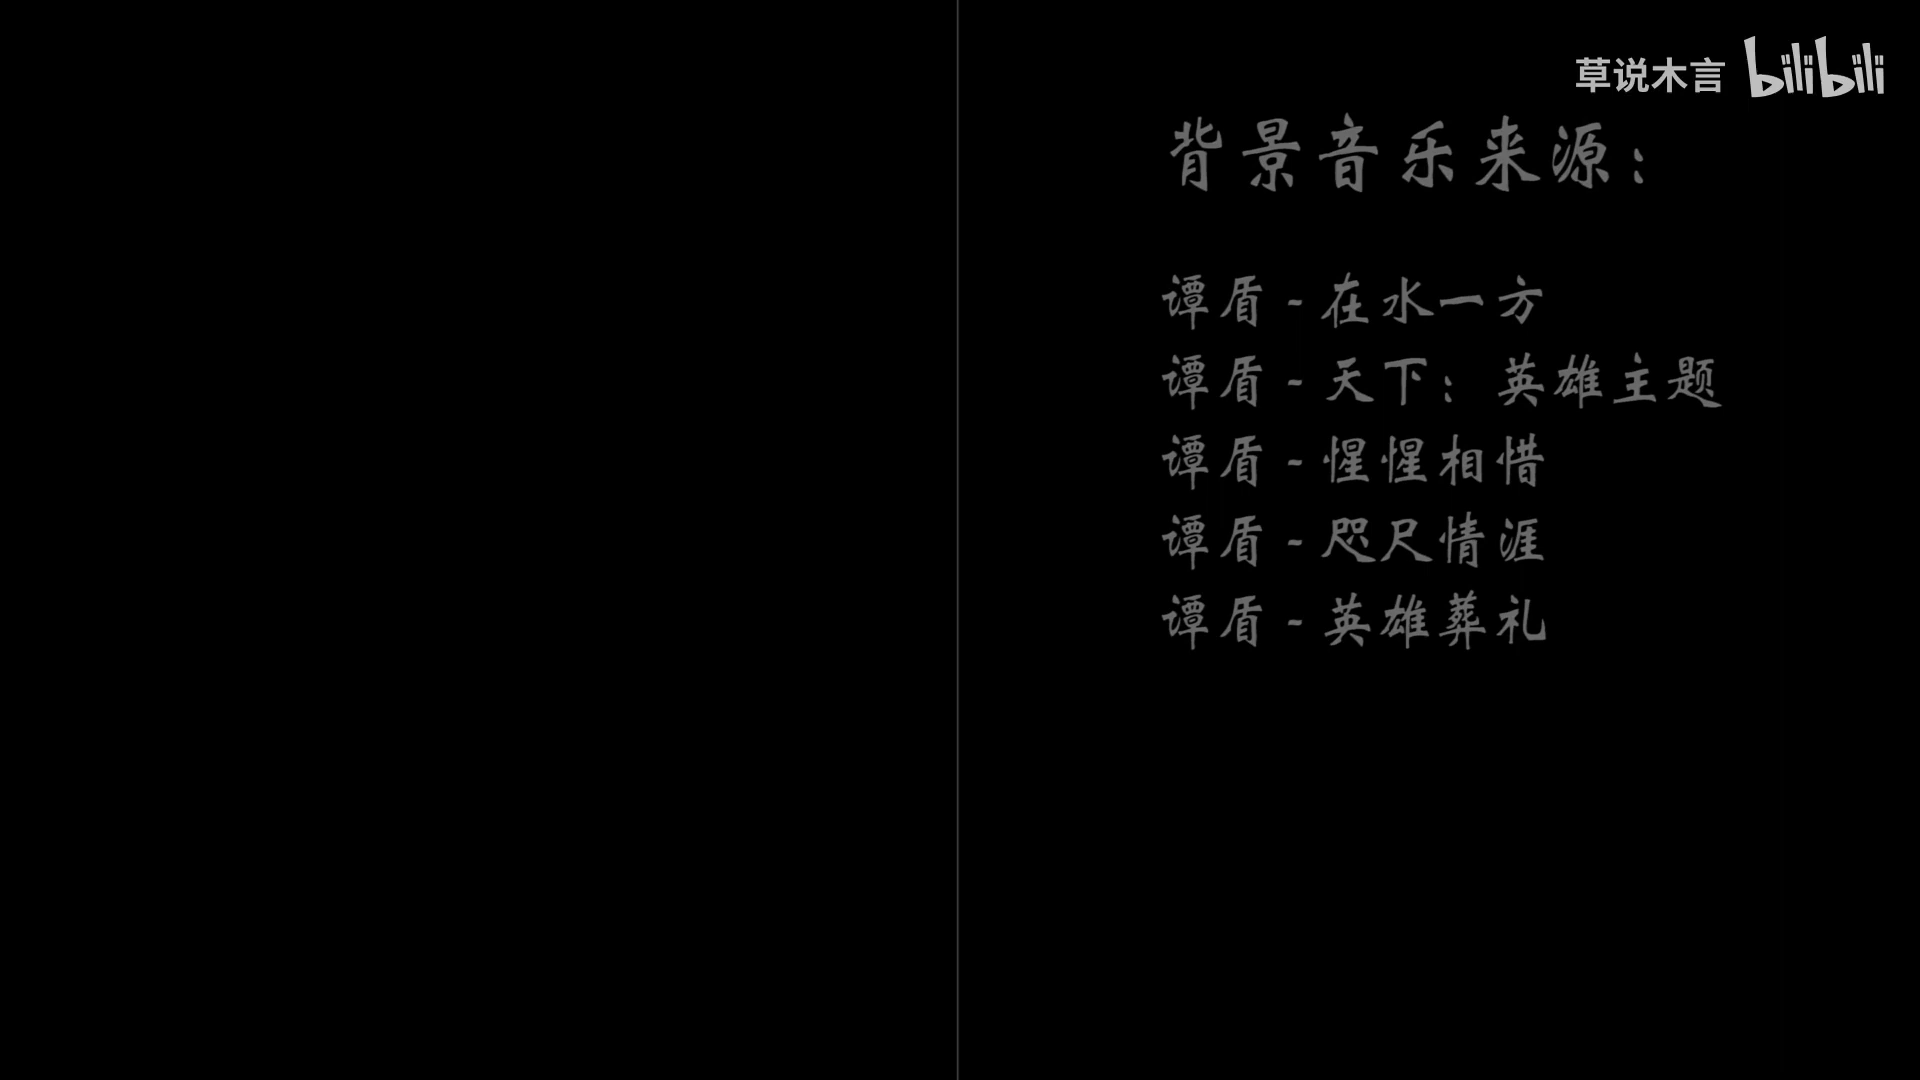 草说木言 bilibili
背景音乐来源：
谭盾-在水一方
谭盾-天下：英雄主题
谭盾-惺惺相惜
谭盾-咫尺情涯
谭盾-英雄葬礼